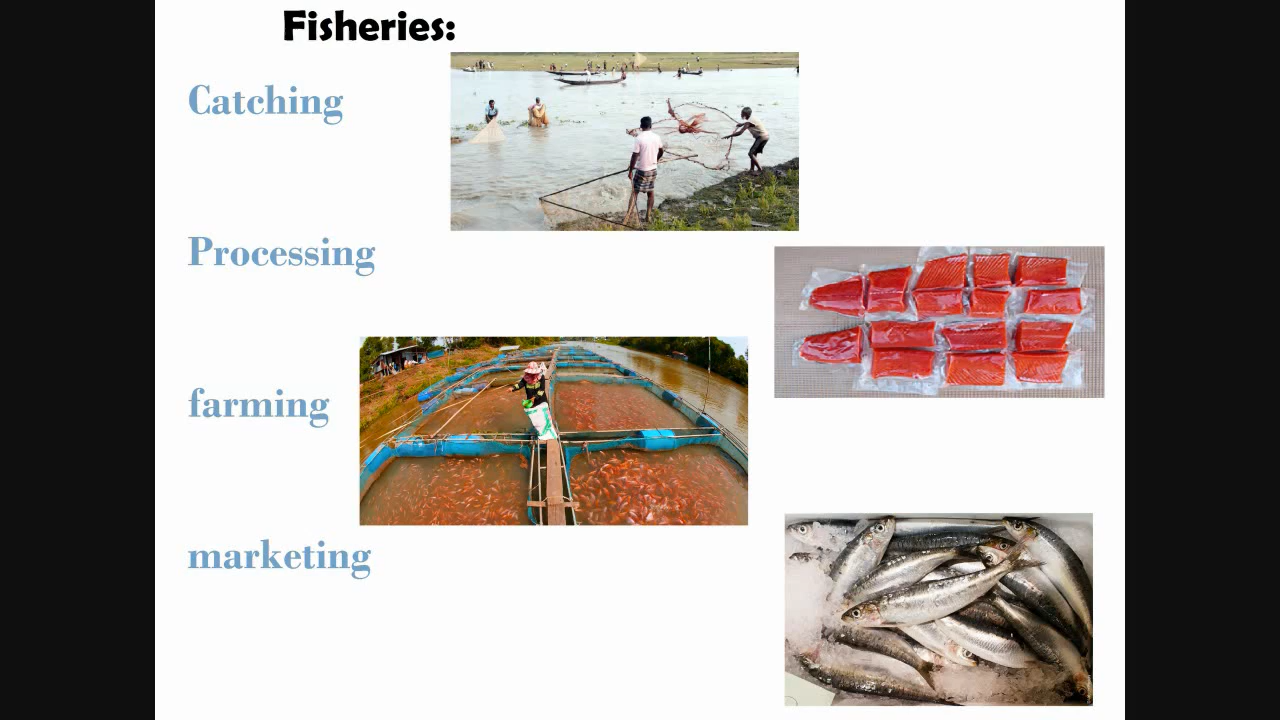 Fisheries:
Catching
Processing
farming
marketing